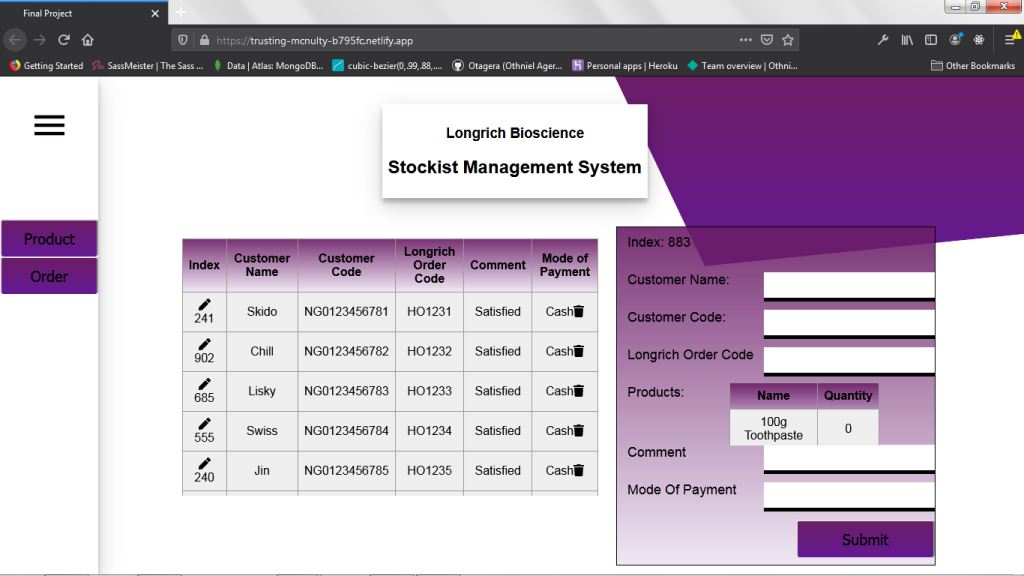 Final Project
https://trusting-mcnulty-b795fc.netlify.app
Getting Started
SassMeister | The Sass ...
Data | Atlas: MongoDB...
cubic-bezier(0,.99,.88,....
Otagera (Othniel Ager...
Personal apps | Heroku
Team overview | Othni...
Other Bookmarks
Longrich Bioscience
Stockist Management System
Product
Order
Index Customer Name Customer Code Longrich Order Code Comment Mode of Payment
241 Skido NG0123456781 HO1231 Satisfied Cash
902 Chill NG0123456782 HO1232 Satisfied Cash
685 Lisky NG0123456783 HO1233 Satisfied Cash
555 Swiss NG0123456784 HO1234 Satisfied Cash
240 Jin NG0123456785 HO1235 Satisfied Cash
Index: 883
Customer Name:
Customer Code:
Longrich Order Code
Products:
Name Quantity
100g Toothpaste 0
Comment
Mode Of Payment
Submit